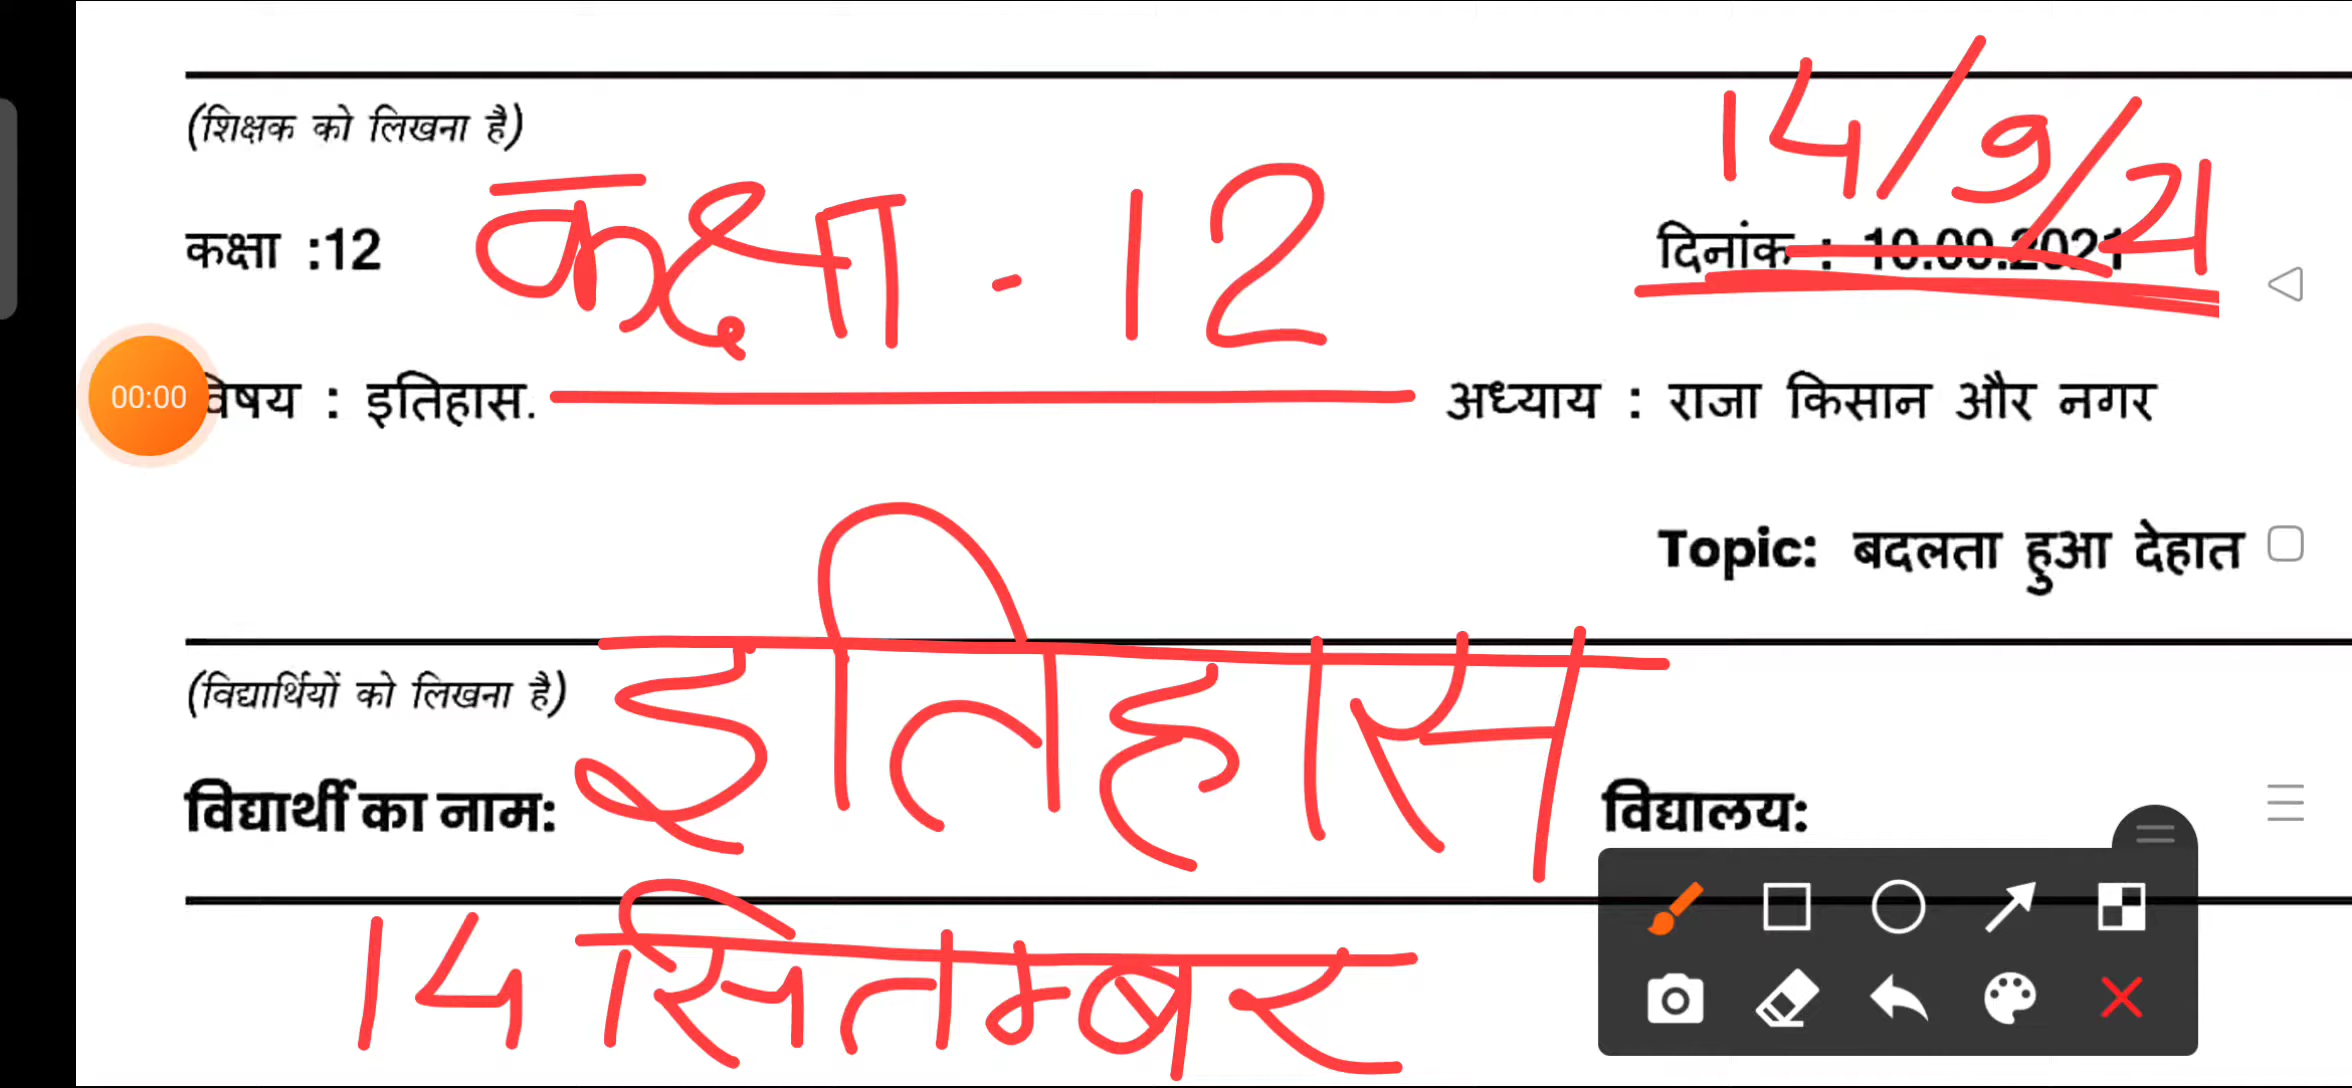 (शिक्षक को लिखना है)
14/9/21
कक्षा :12
कक्षा - 12
दिनांक : 10.09.2021
00:00
विषय : इतिहास.
अध्याय : राजा किसान और नगर
Topic: बदलता हुआ देहात
(विद्यार्थियों को लिखना है)
इतिहास
विद्यार्थी का नाम:
विद्यालय:
14 सितम्बर